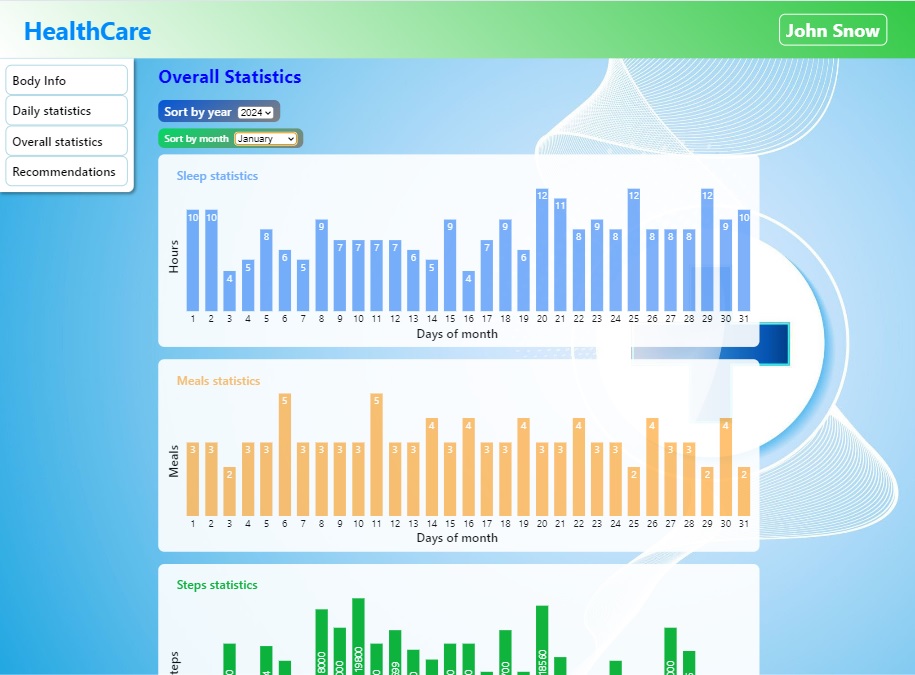 HealthCare
John Snow
Body Info
Daily statistics
Overall statistics
Recommendations
Overall Statistics
Sort by year 2024
Sort by month January
Sleep statistics
Hours
10 10 4 5 8 6 5 9 7 7 7 7 6 5 9 4 7 9 6 12 11 8 9 8 12 8 8 8 12 9 10
1 2 3 4 5 6 7 8 9 10 11 12 13 14 15 16 17 18 19 20 21 22 23 24 25 26 27 28 29 30 31
Days of month
Meals statistics
Meals
3 3 2 3 3 5 3 3 3 3 5 3 3 4 3 4 3 3 4 3 3 4 3 3 2 4 3 3 2 4 2
1 2 3 4 5 6 7 8 9 10 11 12 13 14 15 16 17 18 19 20 21 22 23 24 25 26 27 28 29 30 31
Days of month
Steps statistics
19800
18560